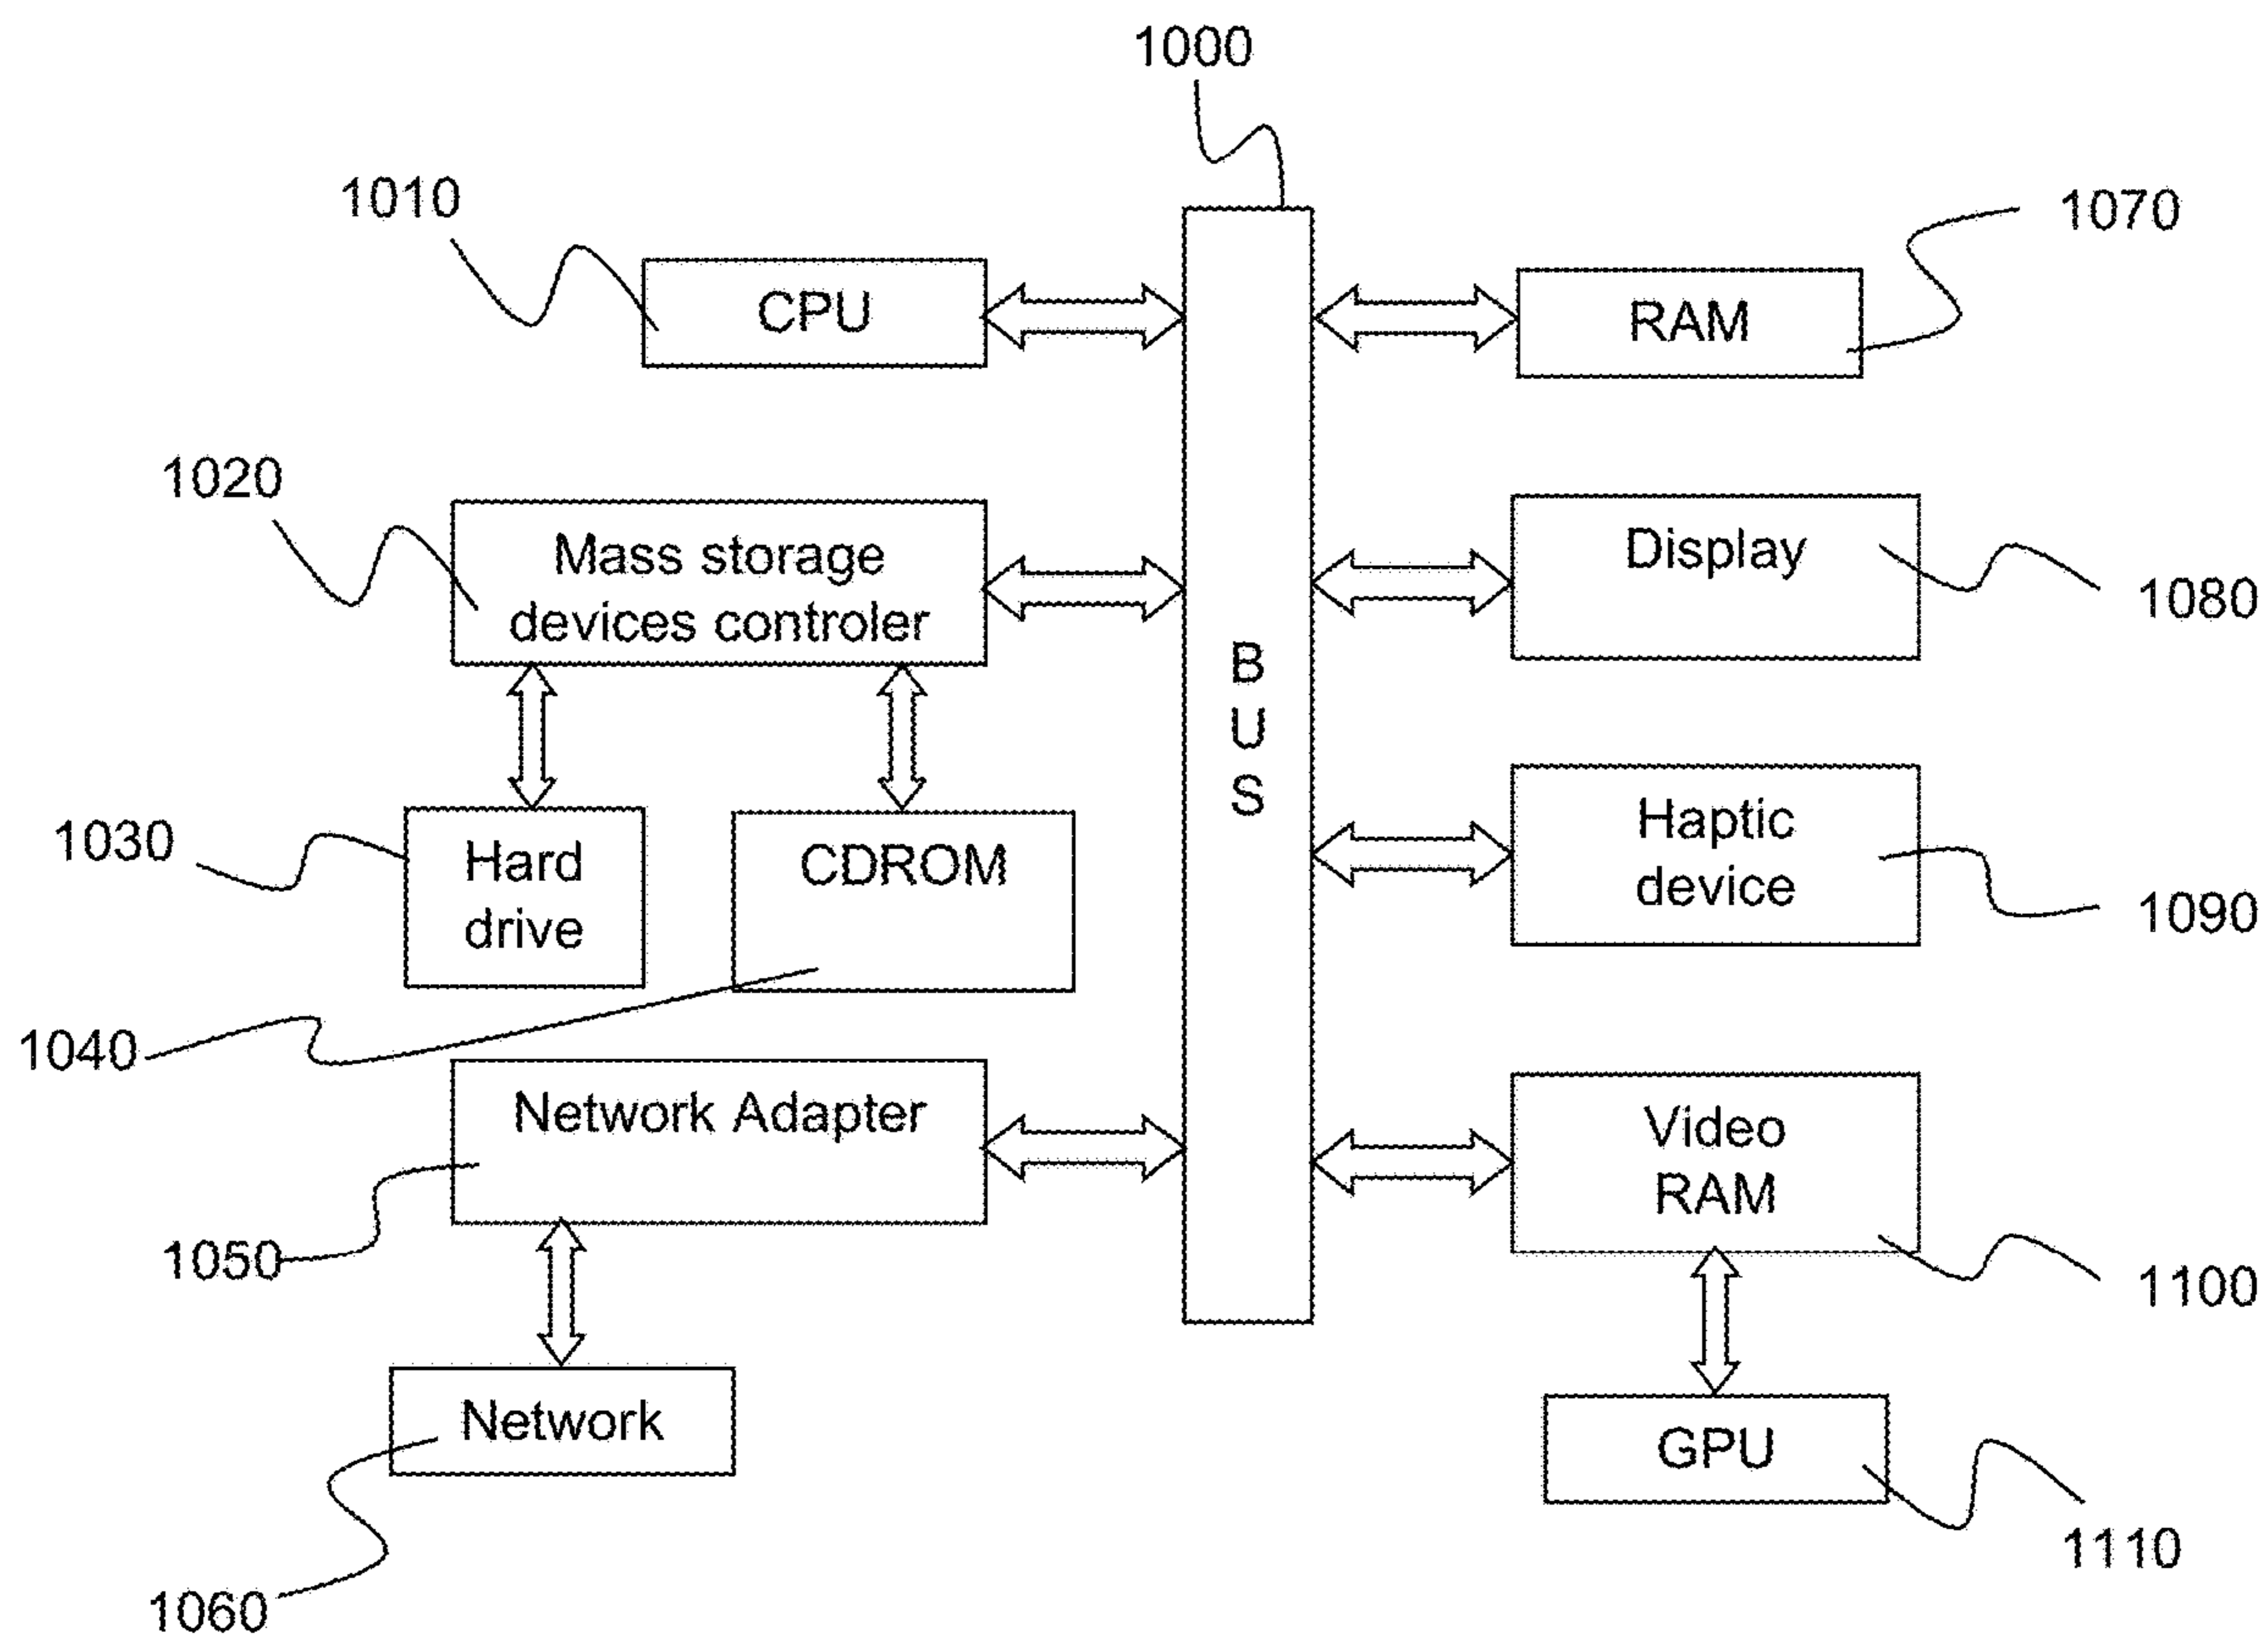 1000
1010
CPU
1070
RAM
1020
Mass storage
devices controler
Display
1080
B
U
S
1030
Hard
drive
CDROM
Haptic
device
1090
1040
Network Adapter
1050
Video
RAM
1100
Network
1060
GPU
1110